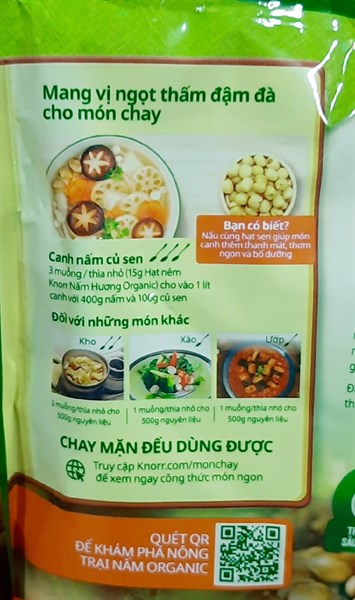 Mang vị ngọt thấm đậm đà
cho món chay
Bạn có biết?
Nấu cùng hạt sen giúp món
canh thêm thanh mát, thơm
ngon và bổ dưỡng
Canh nấm củ sen
3 muỗng / thìa nhỏ (15g Hạt nêm
Knorr Nấm Hương Organic) cho vào 1 lít
canh với 400g nấm và 100g củ sen
Đối với những món khác
Kho
Xào
Ướp
2 muỗng/thìa nhỏ cho
300g nguyên liệu
1 muỗng/thìa nhỏ cho
500g nguyên liệu
1 muỗng/thìa nhỏ cho
500g nguyên liệu
CHAY MẶN ĐỀU DÙNG ĐƯỢC
Truy cập Knorr.com/monchay
để xem ngay công thức món ngon
QUÉT QR
ĐỂ KHÁM PHÁ NÔNG
TRẠI NẤM ORGANIC